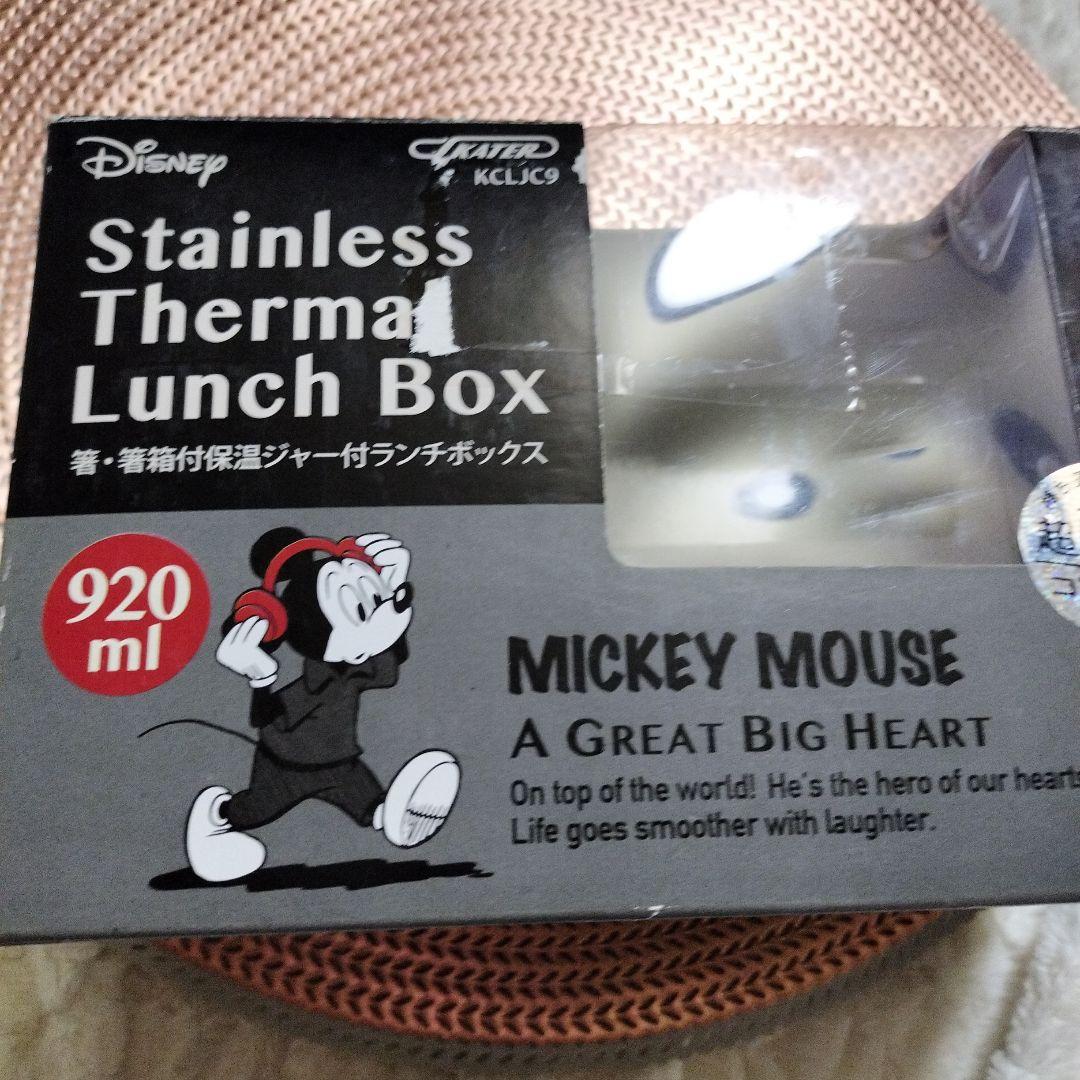 Disney
SKATER
KCLJC9
Stainless
Therma
Lunch Box
箸・箸箱付保温ジャー付ランチボックス
920
ml
MICKEY MOUSE
A GREAT BIG HEART
On top of the world! He's the hero of our hearts
Life goes smoother with laughter.